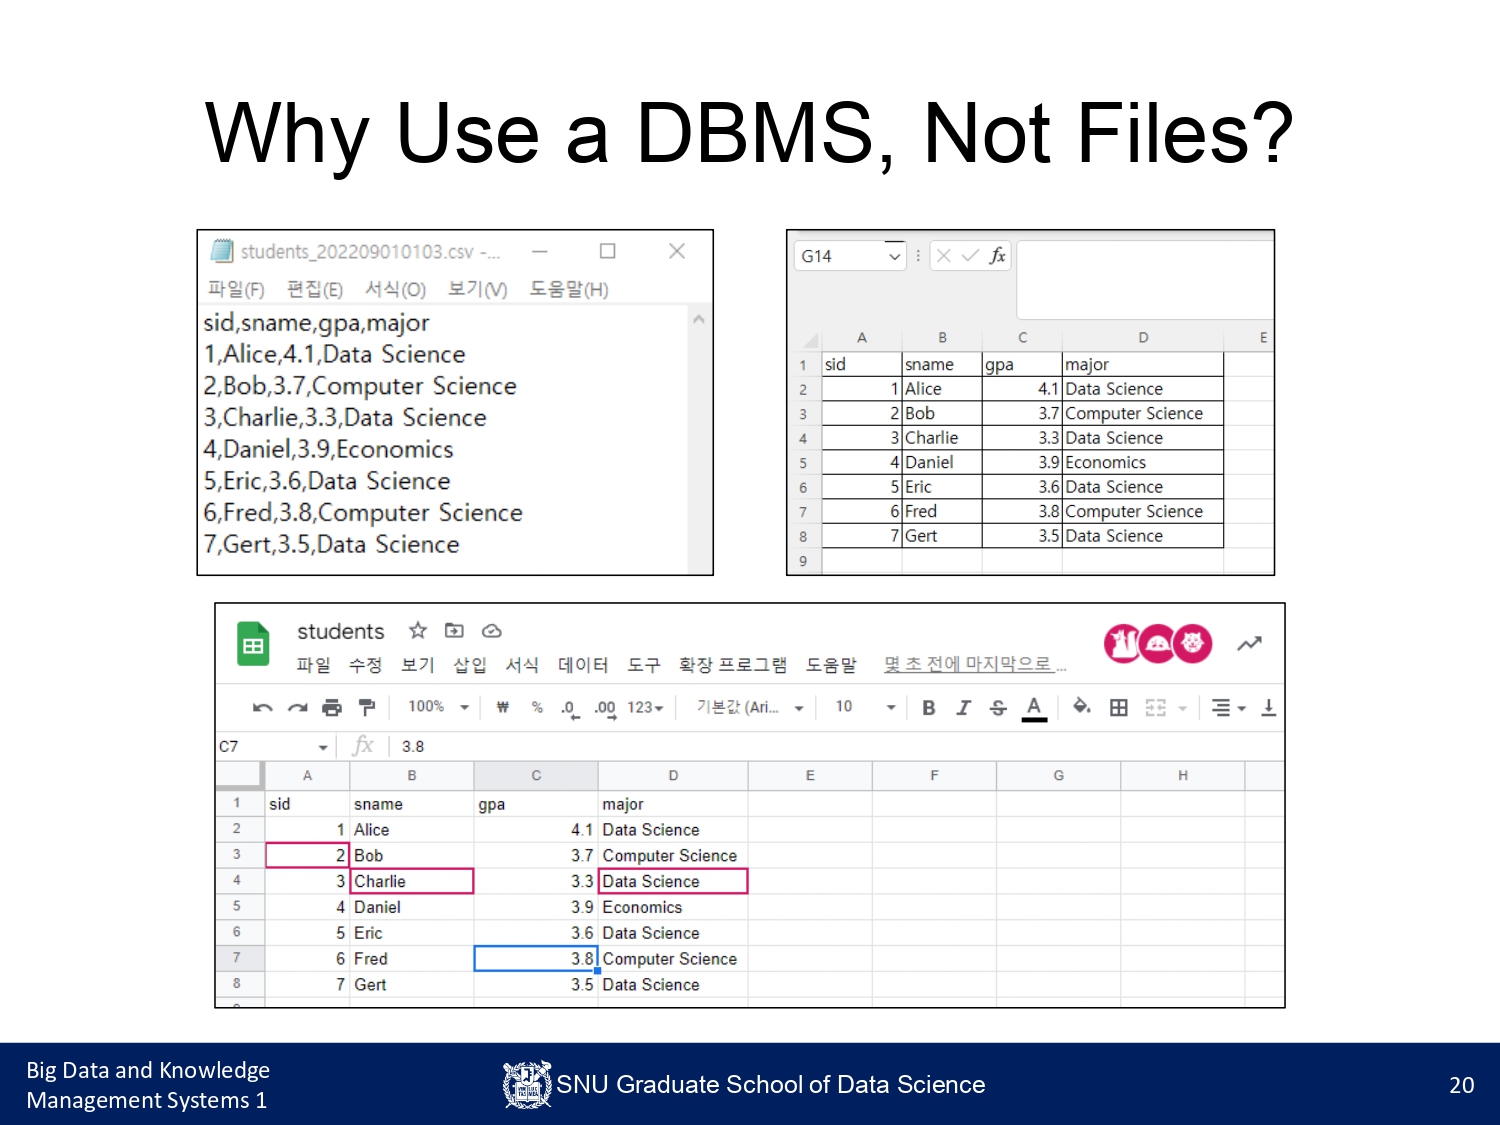 Why Use a DBMS, Not Files?
students_202209010103.csv -...
파일(F) 편집(E) 서식(O) 보기(V) 도움말(H)
sid,sname,gpa,major
1,Alice,4.1,Data Science
2,Bob,3.7,Computer Science
3,Charlie,3.3,Data Science
4,Daniel,3.9,Economics
5,Eric,3.6,Data Science
6,Fred,3.8,Computer Science
7,Gert,3.5,Data Science
G14 fx
A B C D E
1 sid sname gpa major
2 1 Alice 4.1 Data Science
3 2 Bob 3.7 Computer Science
4 3 Charlie 3.3 Data Science
5 4 Daniel 3.9 Economics
6 5 Eric 3.6 Data Science
7 6 Fred 3.8 Computer Science
8 7 Gert 3.5 Data Science
9
students
파일 수정 보기 삽입 서식 데이터 도구 확장 프로그램 도움말 몇 초 전에 마지막으로 ...
100% ₩ % .0 .00 123 기본값 (Ari... 10 B I S A
C7 fx 3.8
A B C D E F G H
1 sid sname gpa major
2 1 Alice 4.1 Data Science
3 2 Bob 3.7 Computer Science
4 3 Charlie 3.3 Data Science
5 4 Daniel 3.9 Economics
6 5 Eric 3.6 Data Science
7 6 Fred 3.8 Computer Science
8 7 Gert 3.5 Data Science
Big Data and Knowledge
Management Systems 1
SNU Graduate School of Data Science
20